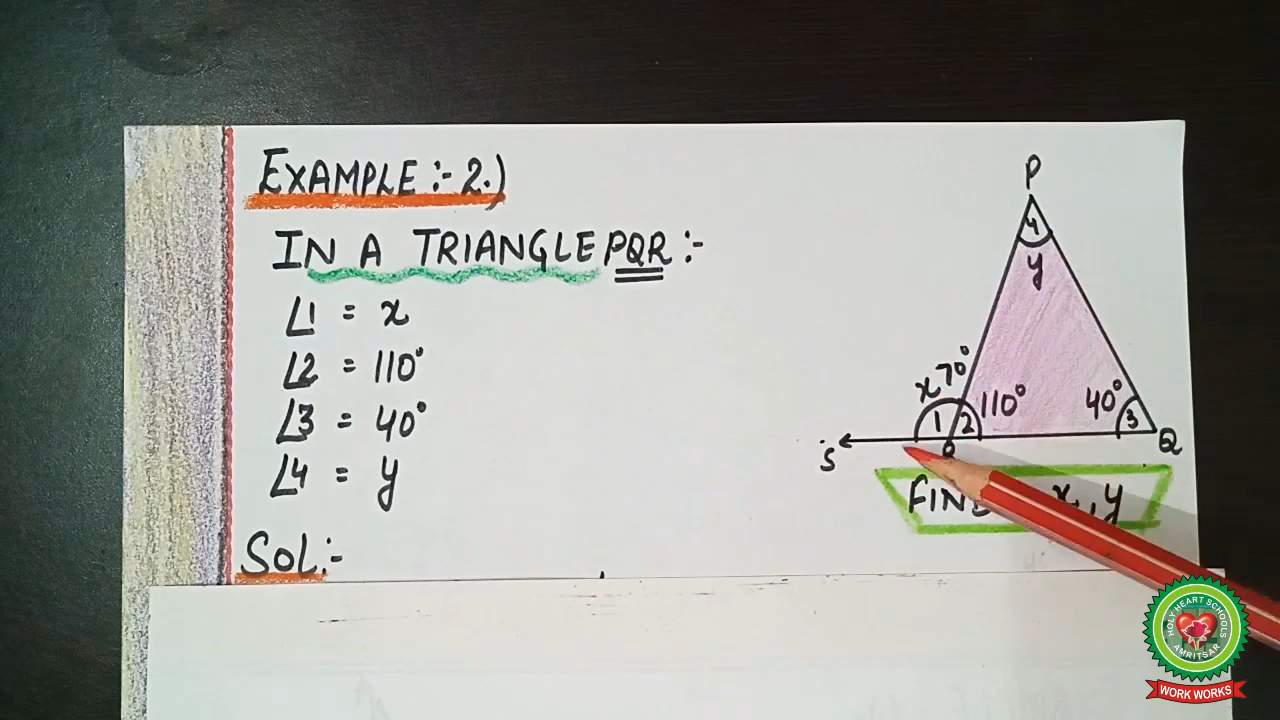 EXAMPLE :- 2.)
IN A TRIANGLE PQR :-
∠1 = x
∠2 = 110°
∠3 = 40°
∠4 = y
SOL:-
P
4
y
x 70°
110°
40°
1
2
3
S
Q
x, y
HOLY HEART SCHOOLS
AMRITSAR
WORK WORKS